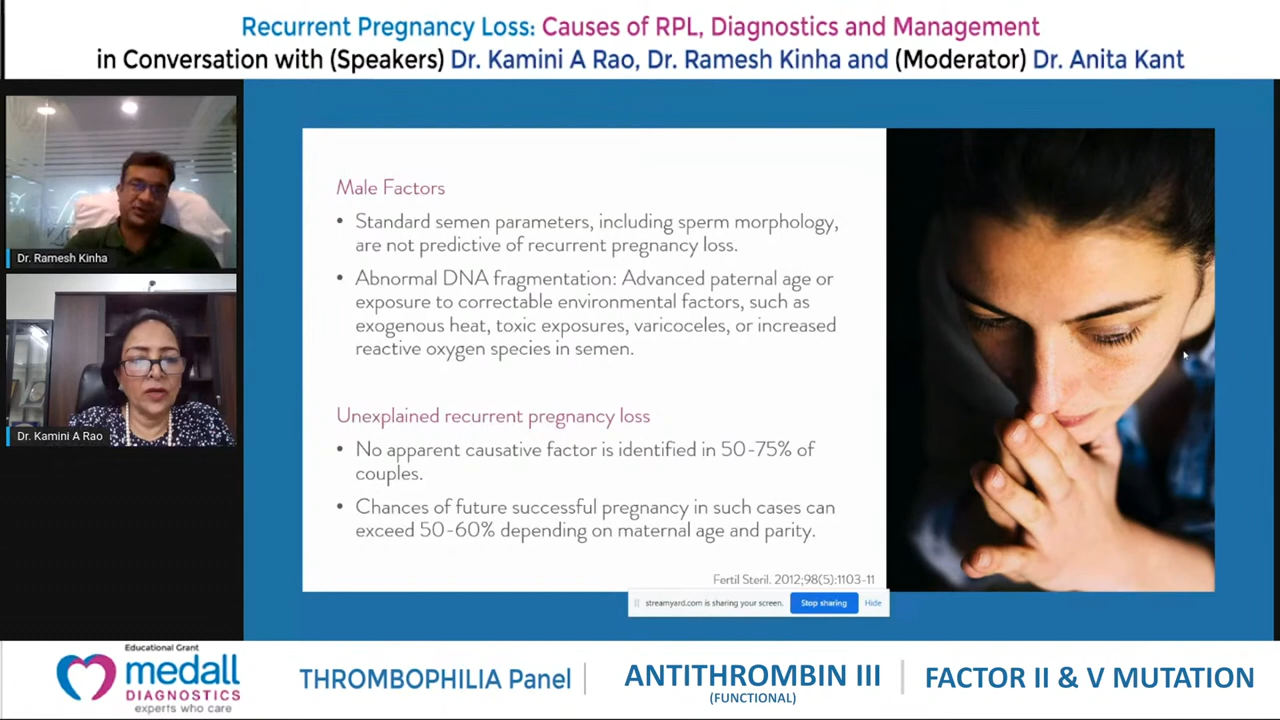 Recurrent Pregnancy Loss: Causes of RPL, Diagnostics and Management
in Conversation with (Speakers) Dr. Kamini A Rao, Dr. Ramesh Kinha and (Moderator) Dr. Anita Kant
Dr. Ramesh Kinha
Dr. Kamini A Rao
Male Factors
• Standard semen parameters, including sperm morphology,
are not predictive of recurrent pregnancy loss.
• Abnormal DNA fragmentation: Advanced paternal age or
exposure to correctable environmental factors, such as
exogenous heat, toxic exposures, varicoceles, or increased
reactive oxygen species in semen.
Unexplained recurrent pregnancy loss
• No apparent causative factor is identified in 50-75% of
couples.
• Chances of future successful pregnancy in such cases can
exceed 50-60% depending on maternal age and parity.
Fertil Steril. 2012;98(5):1103-11
streamyard.com is sharing your screen. Stop sharing Hide
Educational Grant
medall
DIAGNOSTICS
experts who care
THROMBOPHILIA Panel
ANTITHROMBIN III
(FUNCTIONAL)
FACTOR II & V MUTATION